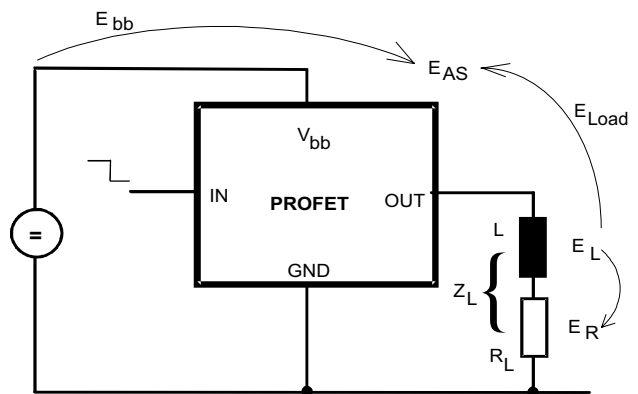 E bb
E AS
E Load
V bb
IN
PROFET
OUT
=
L
E L
GND
Z L {
E R
R L